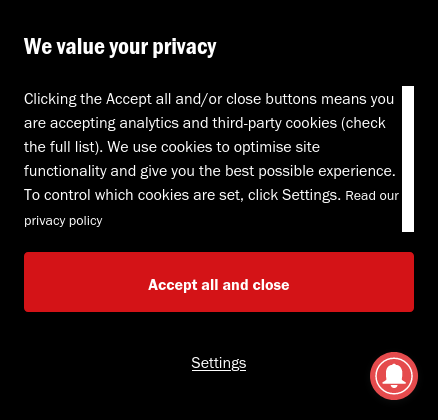 We value your privacy
Clicking the Accept all and/or close buttons means you
are accepting analytics and third-party cookies (check
the full list). We use cookies to optimise site
functionality and give you the best possible experience.
To control which cookies are set, click Settings. Read our
privacy policy
Accept all and close
Settings